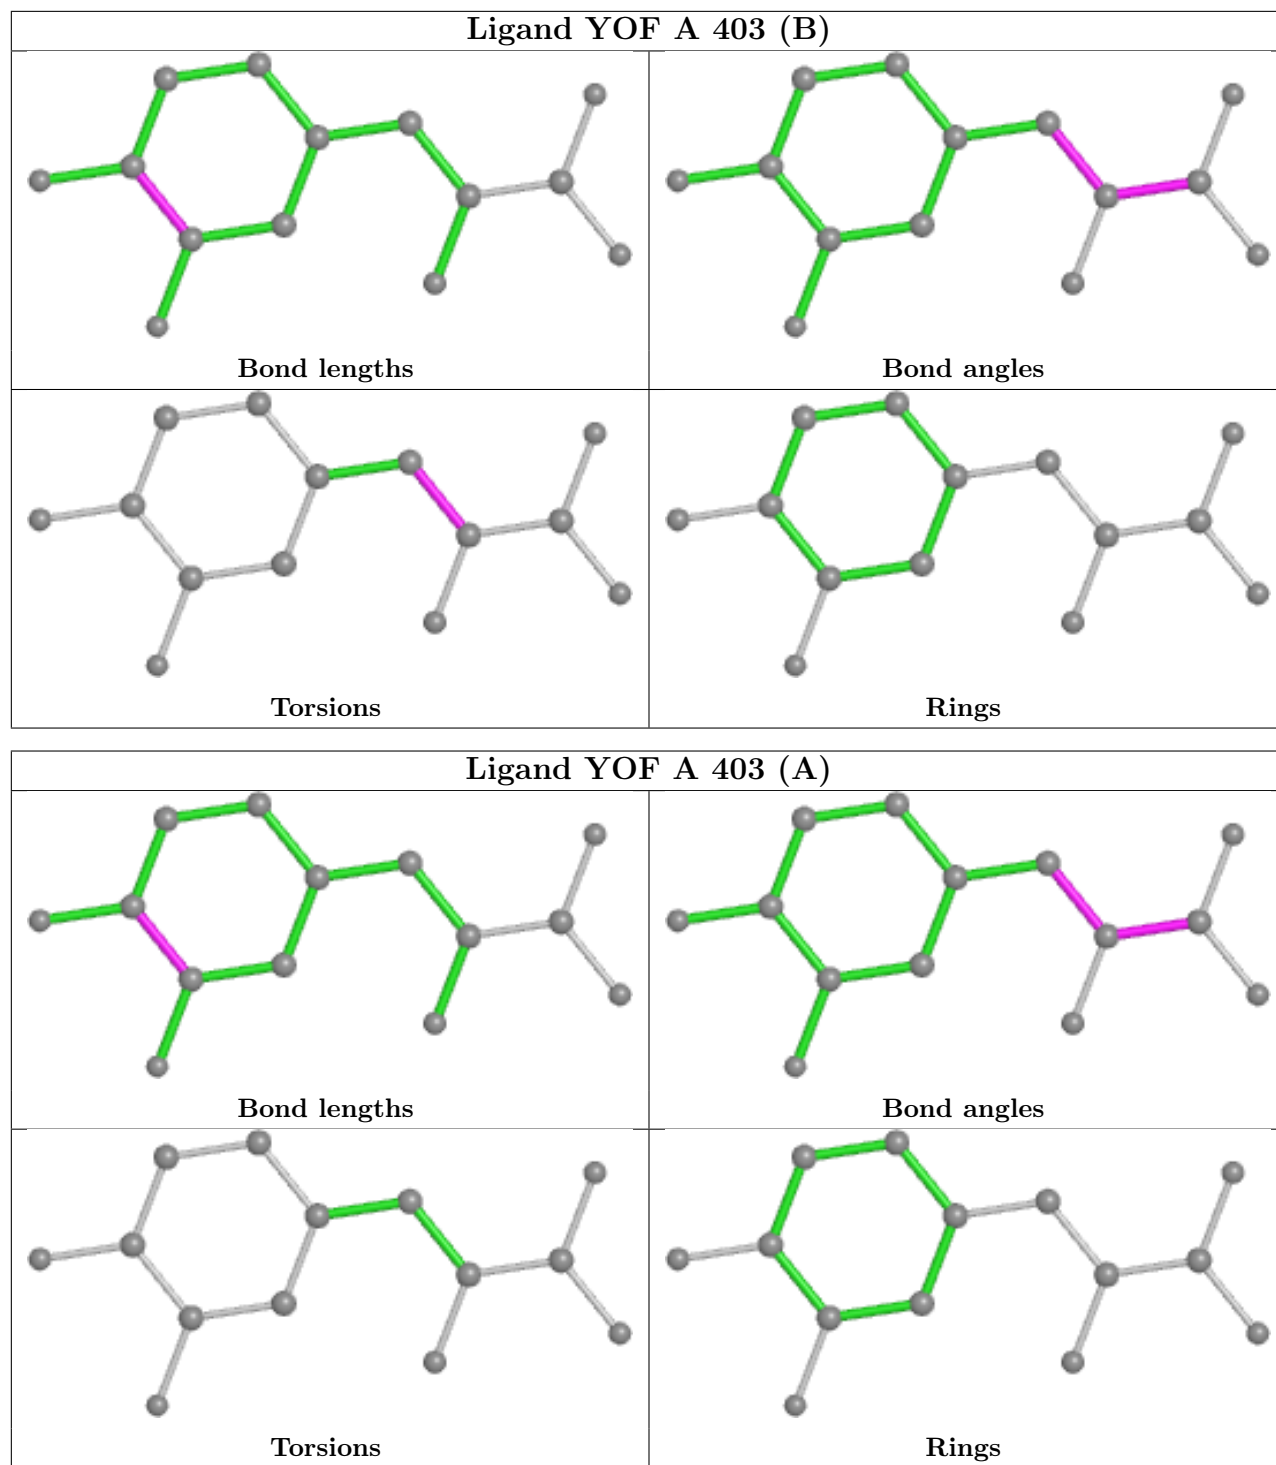 Ligand YOF A 403 (B)
Bond lengths
Bond angles
Torsions
Rings
Ligand YOF A 403 (A)
Bond lengths
Bond angles
Torsions
Rings